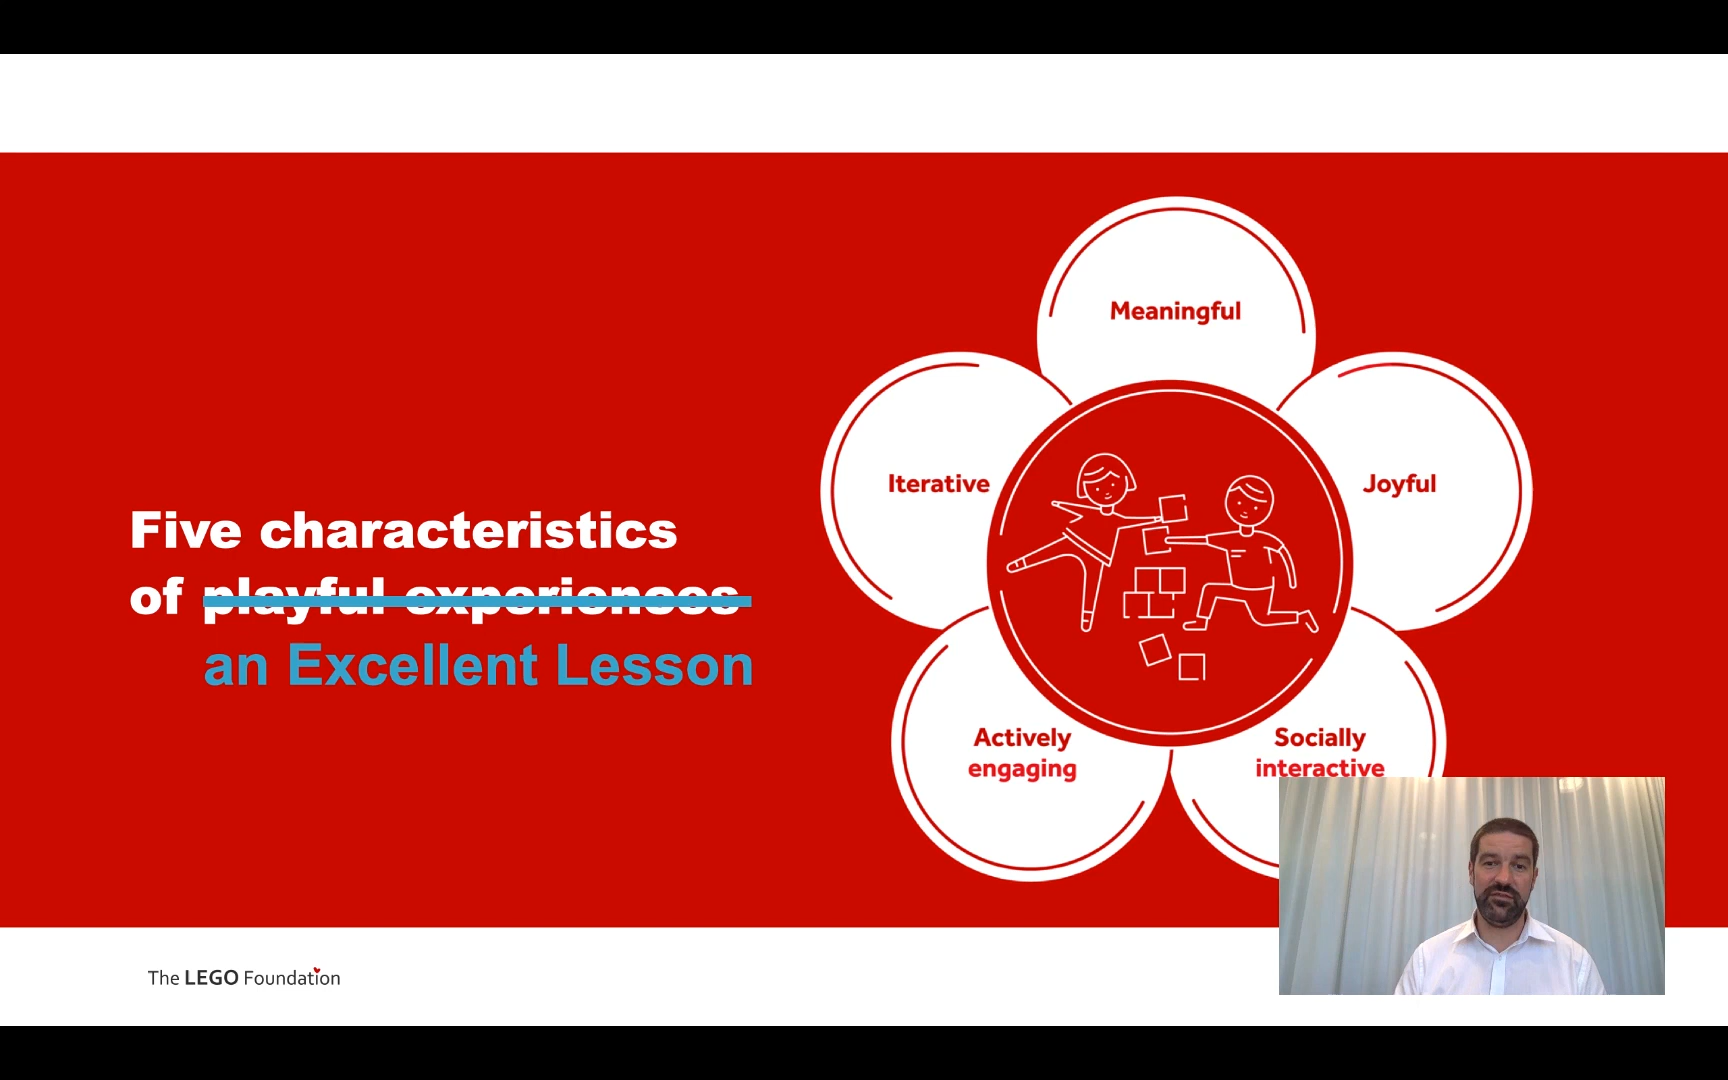 Five characteristics
of playful experiences
an Excellent Lesson
Meaningful
Iterative
Joyful
Actively
engaging
Socially
interactive
The LEGO Foundation